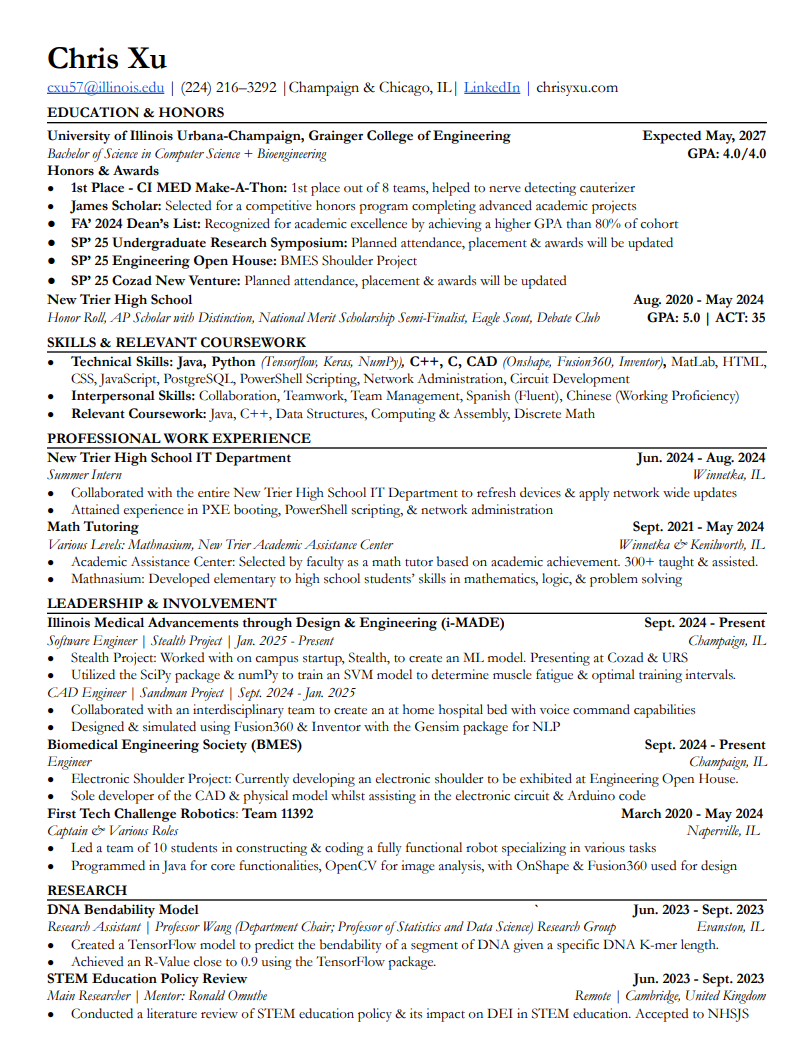 Chris Xu
cxu57@illinois.edu | (224) 216–3292 |Champaign & Chicago, IL| LinkedIn | chrisyxu.com
EDUCATION & HONORS
University of Illinois Urbana-Champaign, Grainger College of Engineering Expected May, 2027
Bachelor of Science in Computer Science + Bioengineering GPA: 4.0/4.0
Honors & Awards
● 1st Place - CI MED Make-A-Thon: 1st place out of 8 teams, helped to nerve detecting cauterizer
● James Scholar: Selected for a competitive honors program completing advanced academic projects
● FA’ 2024 Dean’s List: Recognized for academic excellence by achieving a higher GPA than 80% of cohort
● SP’ 25 Undergraduate Research Symposium: Planned attendance, placement & awards will be updated
● SP’ 25 Engineering Open House: BMES Shoulder Project
● SP’ 25 Cozad New Venture: Planned attendance, placement & awards will be updated
New Trier High School Aug. 2020 - May 2024
Honor Roll, AP Scholar with Distinction, National Merit Scholarship Semi-Finalist, Eagle Scout, Debate Club GPA: 5.0 | ACT: 35
SKILLS & RELEVANT COURSEWORK
● Technical Skills: Java, Python (Tensorflow, Keras, NumPy), C++, C, CAD (Onshape, Fusion360, Inventor), MatLab, HTML,
CSS, JavaScript, PostgreSQL, PowerShell Scripting, Network Administration, Circuit Development
● Interpersonal Skills: Collaboration, Teamwork, Team Management, Spanish (Fluent), Chinese (Working Proficiency)
● Relevant Coursework: Java, C++, Data Structures, Computing & Assembly, Discrete Math
PROFESSIONAL WORK EXPERIENCE
New Trier High School IT Department Jun. 2024 - Aug. 2024
Summer Intern Winnetka, IL
● Collaborated with the entire New Trier High School IT Department to refresh devices & apply network wide updates
● Attained experience in PXE booting, PowerShell scripting, & network administration
Math Tutoring Sept. 2021 - May 2024
Various Levels: Mathnasium, New Trier Academic Assistance Center Winnetka & Kenilworth, IL
● Academic Assistance Center: Selected by faculty as a math tutor based on academic achievement. 300+ taught & assisted.
● Mathnasium: Developed elementary to high school students’ skills in mathematics, logic, & problem solving
LEADERSHIP & INVOLVEMENT
Illinois Medical Advancements through Design & Engineering (i-MADE) Sept. 2024 - Present
Software Engineer | Stealth Project | Jan. 2025 - Present Champaign, IL
● Stealth Project: Worked with on campus startup, Stealth, to create an ML model. Presenting at Cozad & URS
● Utilized the SciPy package & numPy to train an SVM model to determine muscle fatigue & optimal training intervals.
CAD Engineer | Sandman Project | Sept. 2024 - Jan. 2025
● Collaborated with an interdisciplinary team to create an at home hospital bed with voice command capabilities
● Designed & simulated using Fusion360 & Inventor with the Gensim package for NLP
Biomedical Engineering Society (BMES) Sept. 2024 - Present
Engineer Champaign, IL
● Electronic Shoulder Project: Currently developing an electronic shoulder to be exhibited at Engineering Open House.
● Sole developer of the CAD & physical model whilst assisting in the electronic circuit & Arduino code
First Tech Challenge Robotics: Team 11392 March 2020 - May 2024
Captain & Various Roles Naperville, IL
● Led a team of 10 students in constructing & coding a fully functional robot specializing in various tasks
● Programmed in Java for core functionalities, OpenCV for image analysis, with OnShape & Fusion360 used for design
RESEARCH
DNA Bendability Model ` Jun. 2023 - Sept. 2023
Research Assistant | Professor Wang (Department Chair; Professor of Statistics and Data Science) Research Group Evanston, IL
● Created a TensorFlow model to predict the bendability of a segment of DNA given a specific DNA K-mer length.
● Achieved an R-Value close to 0.9 using the TensorFlow package.
STEM Education Policy Review Jun. 2023 - Sept. 2023
Main Researcher | Mentor: Ronald Omuthe Remote | Cambridge, United Kingdom
● Conducted a literature review of STEM education policy & its impact on DEI in STEM education. Accepted to NHSJS